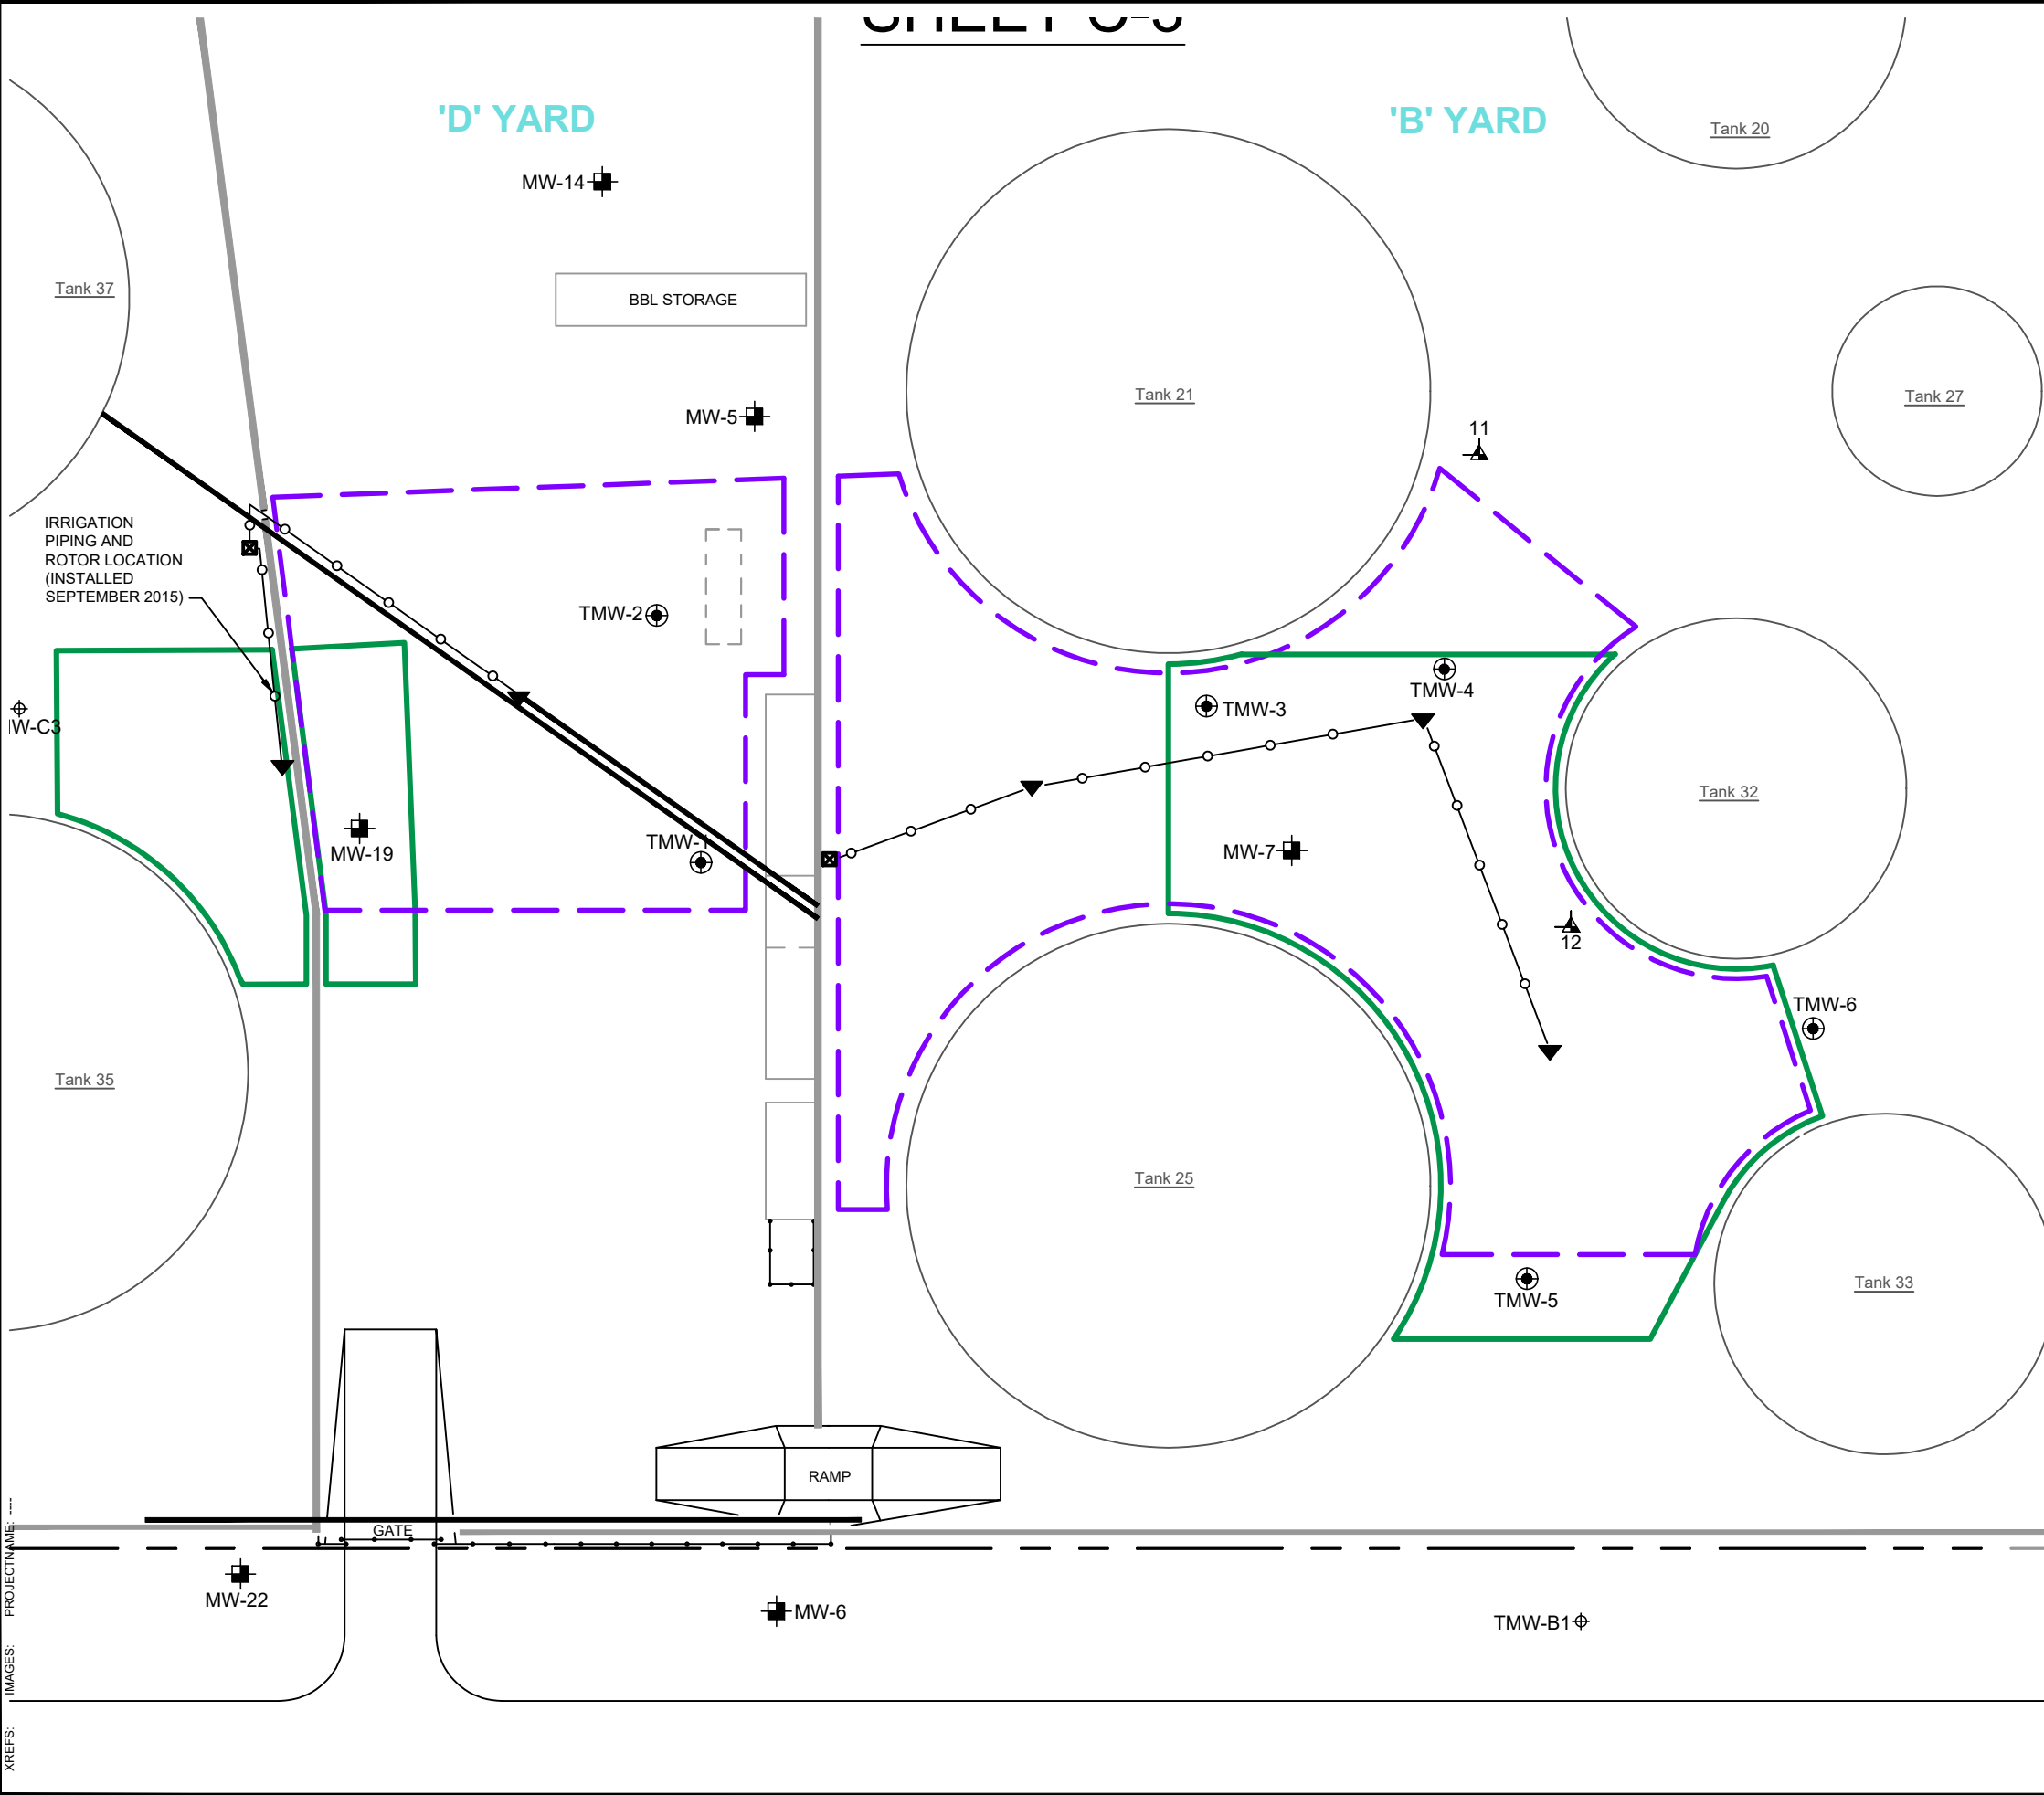 'D' YARD
'B' YARD
Tank 20
MW-14
Tank 37
BBL STORAGE
Tank 21
Tank 27
MW-5
11
IRRIGATION
PIPING AND
ROTOR LOCATION
(INSTALLED
SEPTEMBER 2015)
TMW-2
TMW-4
TMW-3
IW-C3
Tank 32
TMW-1
MW-19
MW-7
12
TMW-6
Tank 35
Tank 25
Tank 33
TMW-5
RAMP
GATE
MW-22
MW-6
TMW-B1
PROJECTNAME: ----
IMAGES:
XREFS: